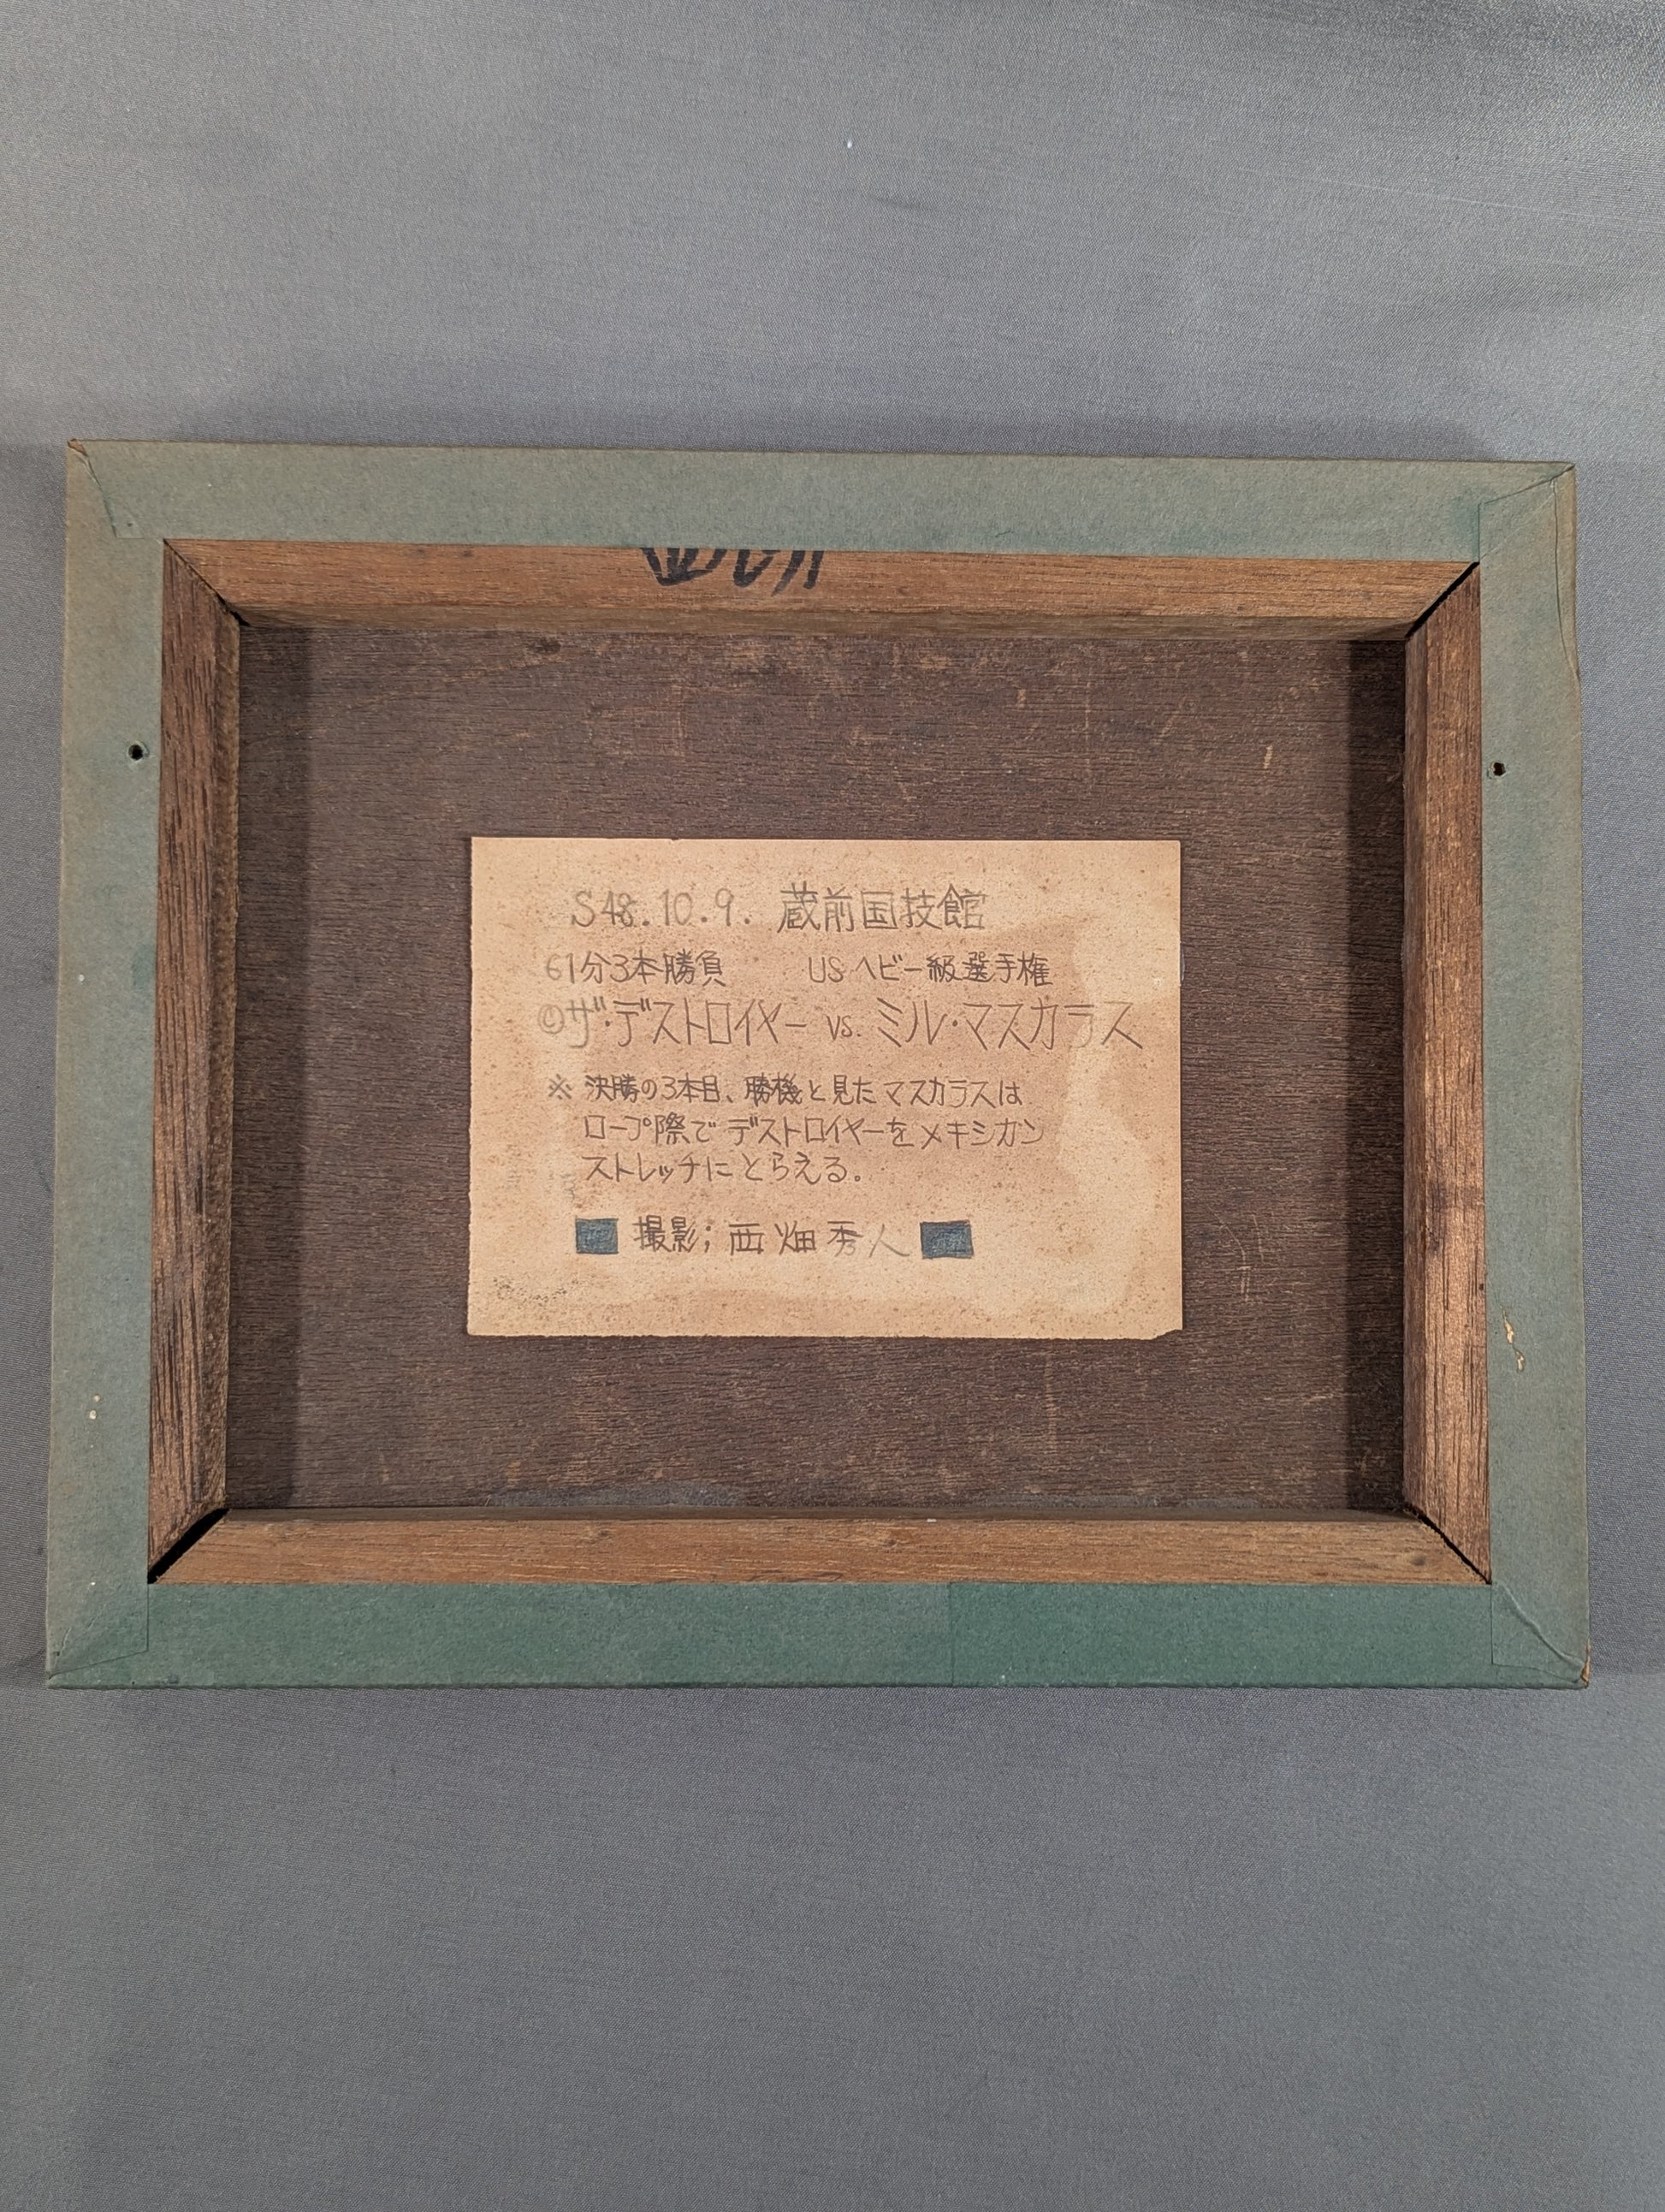 S48.10.9. 蔵前国技館
61分3本勝負 USヘビー級選手権
©ザ・デストロイヤー vs. ミル・マスカラス
※ 決勝の3本目、勝機と見たマスカラスは
ロープ際でデストロイヤーをメキシカン
ストレッチにとらえる。
撮影; 西畑秀人